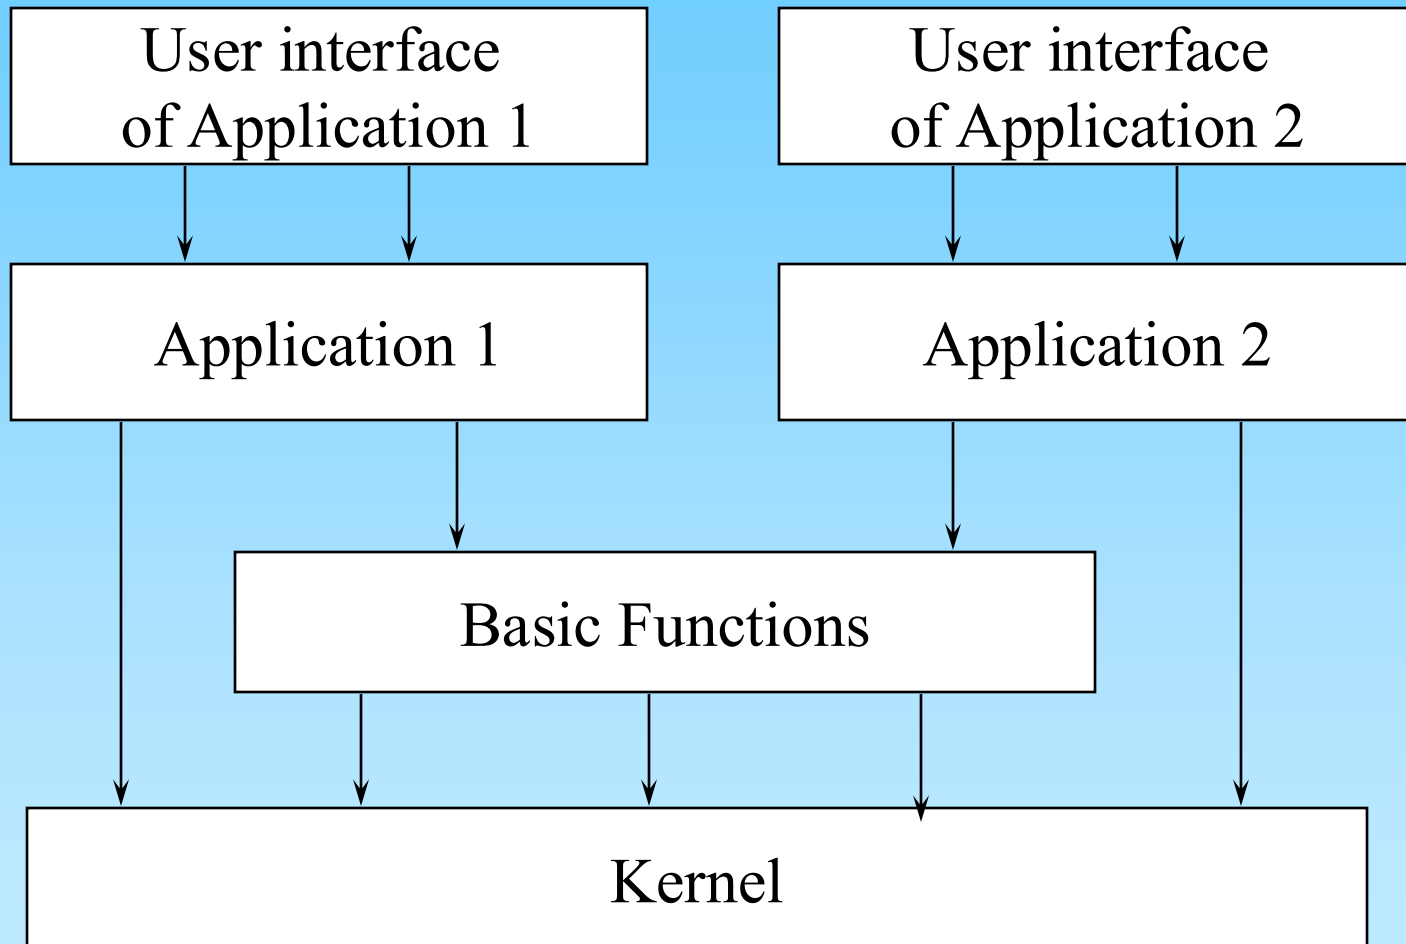 User interface
of Application 1
User interface
of Application 2
Application 1
Application 2
Basic Functions
Kernel